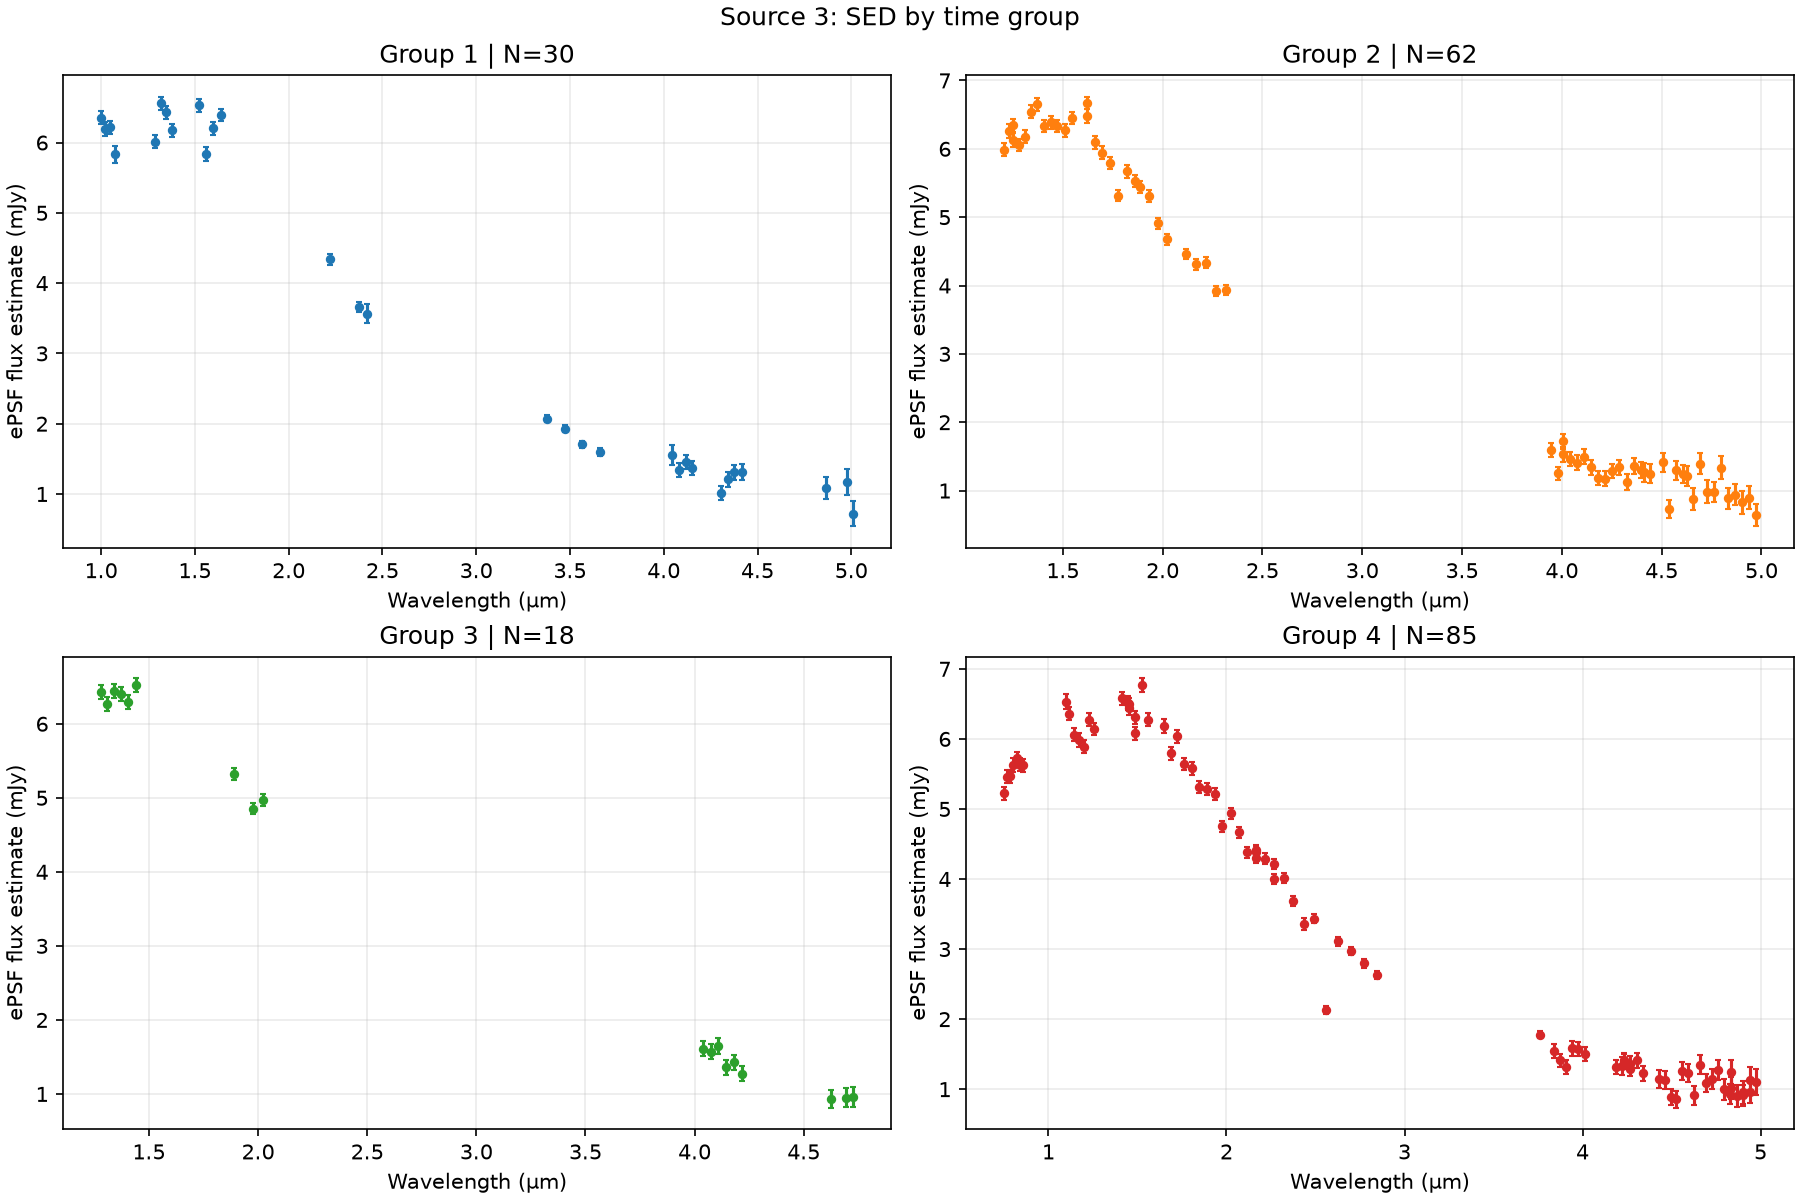 Source 3: SED by time group
Group 1 | N=30
ePSF flux estimate (mJy)
6
5
4
3
2
1
1.0 1.5 2.0 2.5 3.0 3.5 4.0 4.5 5.0
Wavelength (µm)
Group 2 | N=62
ePSF flux estimate (mJy)
7
6
5
4
3
2
1
1.5 2.0 2.5 3.0 3.5 4.0 4.5 5.0
Wavelength (µm)
Group 3 | N=18
ePSF flux estimate (mJy)
6
5
4
3
2
1
1.5 2.0 2.5 3.0 3.5 4.0 4.5
Wavelength (µm)
Group 4 | N=85
ePSF flux estimate (mJy)
7
6
5
4
3
2
1
1 2 3 4 5
Wavelength (µm)